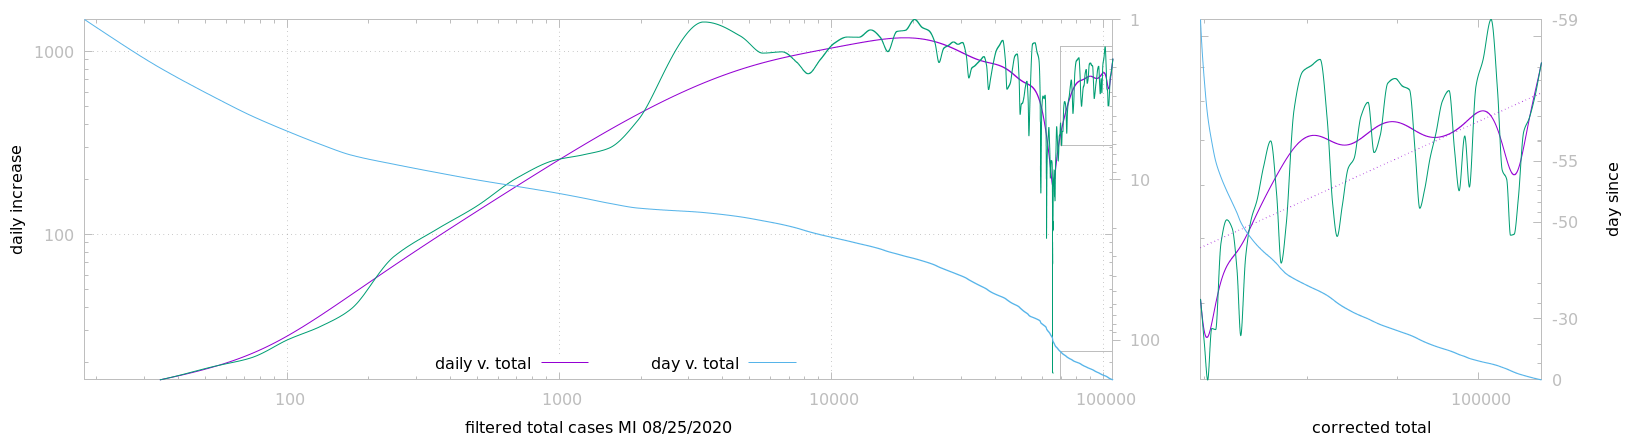 1000
100
daily increase
100
1000
10000
100000
1
10
100
daily v. total
day v. total
filtered total cases MI 08/25/2020
-59
-55
-50
-30
0
day since
100000
corrected total